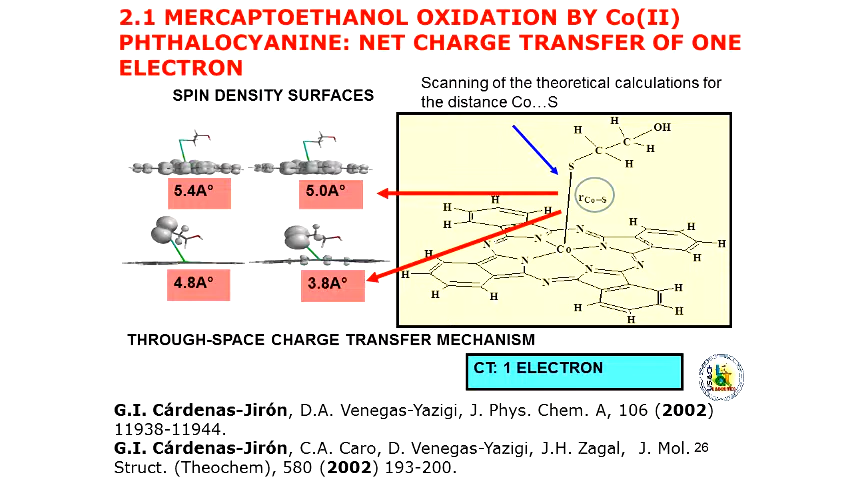 2.1 MERCAPTOETHANOL OXIDATION BY Co(II)
PHTHALOCYANINE: NET CHARGE TRANSFER OF ONE
ELECTRON
Scanning of the theoretical calculations for
the distance Co…S
SPIN DENSITY SURFACES
5.4A°
5.0A°
4.8A°
3.8A°
H
H
OH
C
C
H
H
S
rCo–S
H
H
H
H
H
H
H
H
N
N
N
N
Co
N
N
N
N
H
H
H
H
H
H
H
H
THROUGH-SPACE CHARGE TRANSFER MECHANISM
CT: 1 ELECTRON
G.I. Cárdenas-Jirón, D.A. Venegas-Yazigi, J. Phys. Chem. A, 106 (2002)
11938-11944.
G.I. Cárdenas-Jirón, C.A. Caro, D. Venegas-Yazigi, J.H. Zagal, J. Mol.
Struct. (Theochem), 580 (2002) 193-200.
26